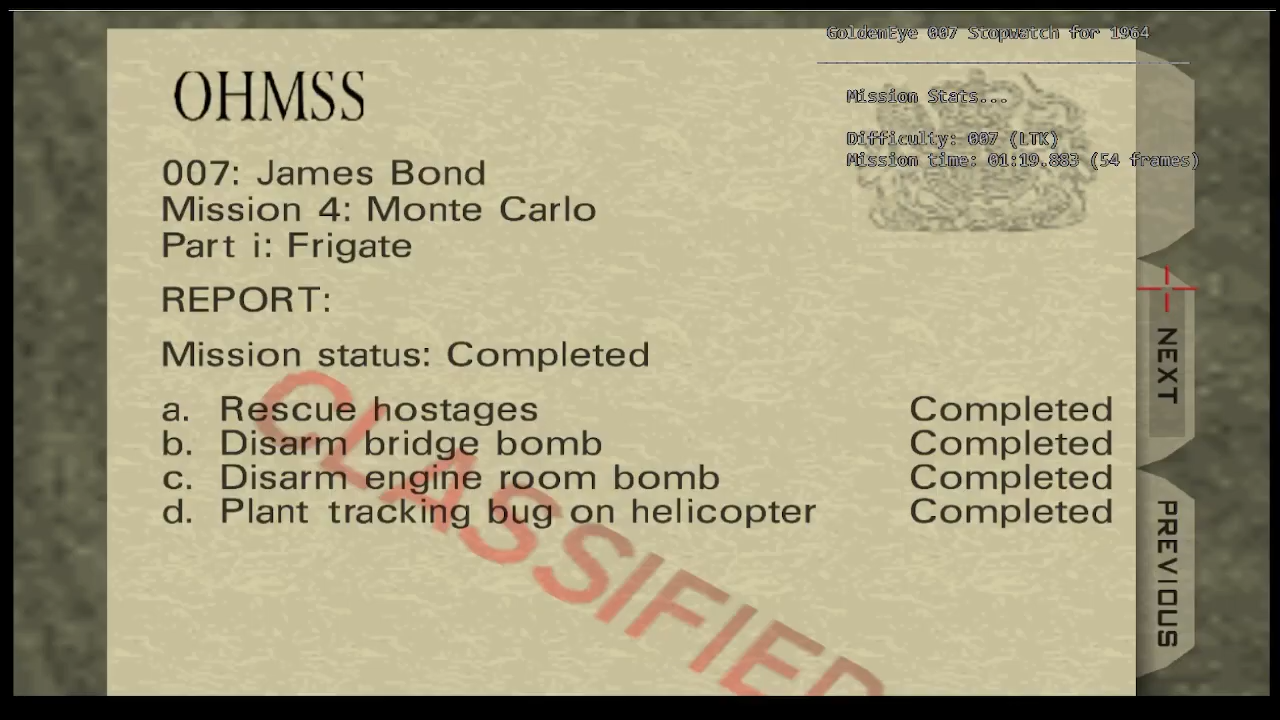 GoldenEye 007 Stopwatch for 1964
Mission Stats...
Difficulty: 007 (LTK)
Mission time: 01:19.883 (54 frames)
OHMSS
007: James Bond
Mission 4: Monte Carlo
Part i: Frigate
REPORT:
Mission status: Completed
a. Rescue hostages Completed
b. Disarm bridge bomb Completed
c. Disarm engine room bomb Completed
d. Plant tracking bug on helicopter Completed
CLASSIFIED
NEXT
PREVIOUS